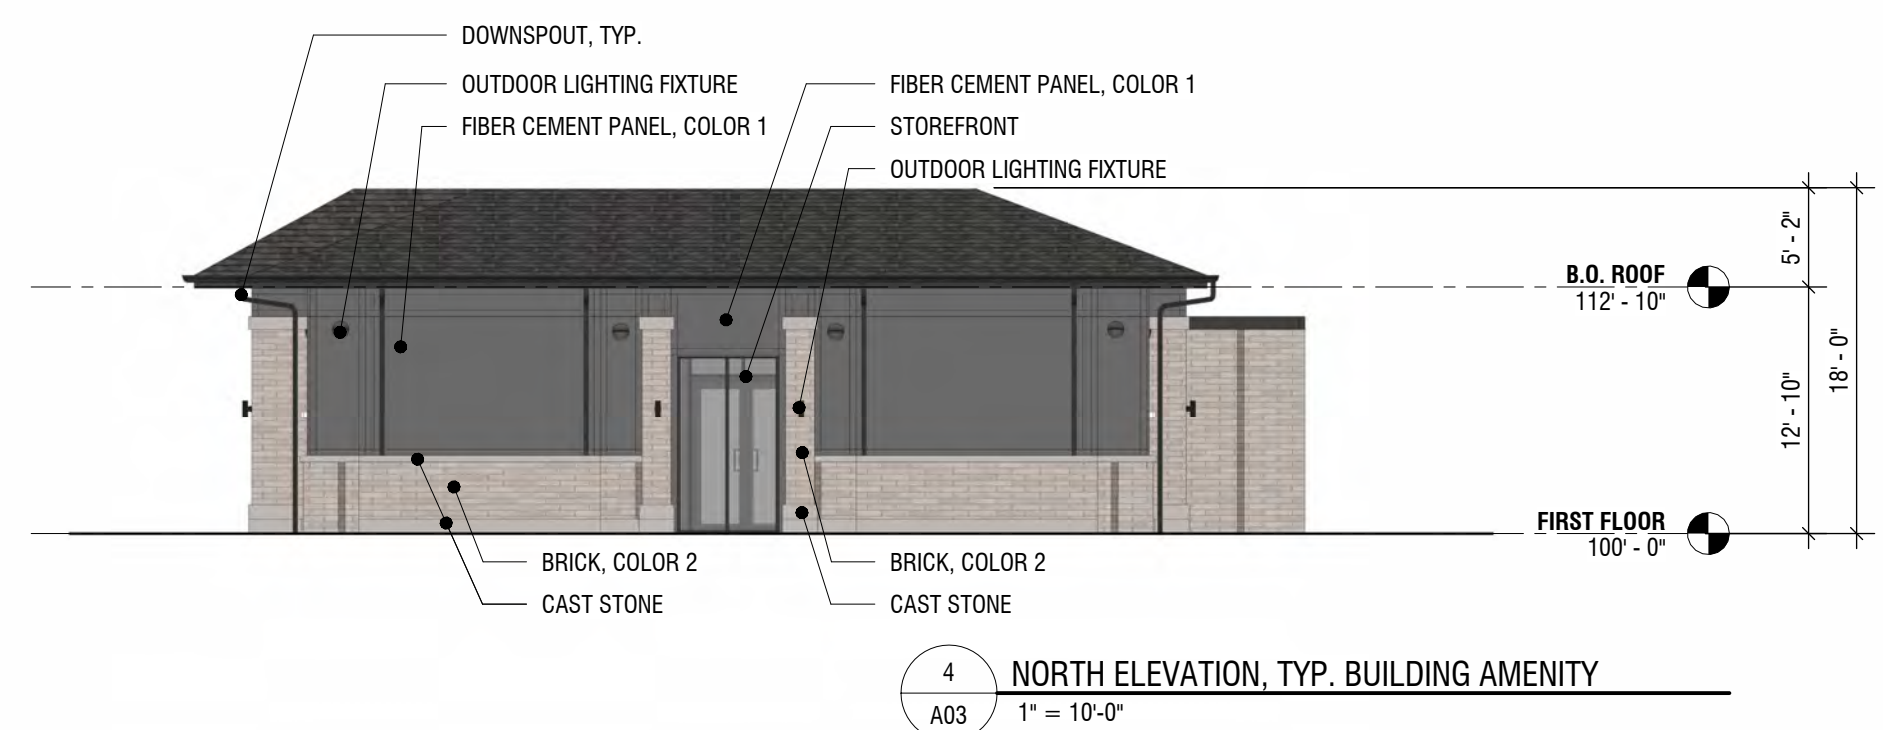 DOWNSPOUT, TYP.
OUTDOOR LIGHTING FIXTURE
FIBER CEMENT PANEL, COLOR 1
FIBER CEMENT PANEL, COLOR 1
STOREFRONT
OUTDOOR LIGHTING FIXTURE
5' - 2"
B.O. ROOF
112' - 10"
18' - 0"
12' - 10"
FIRST FLOOR
100' - 0"
BRICK, COLOR 2
CAST STONE
BRICK, COLOR 2
CAST STONE
4
A03
NORTH ELEVATION, TYP. BUILDING AMENITY
1" = 10'-0"